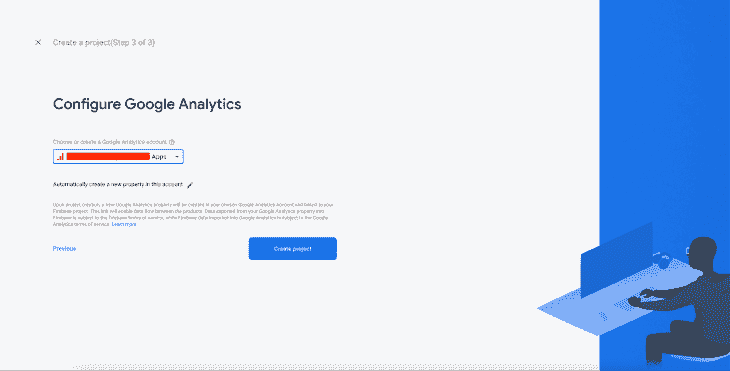 Create a project(Step 3 of 3)
Configure Google Analytics
Choose or create a Google Analytics account
Apps
Automatically create a new property in this account
Upon project creation, a new Google Analytics property will be created in your chosen Google Analytics account and linked to your
Firebase project. This link will enable data flow between the products. Data exported from your Google Analytics property into
Firebase is subject to the Firebase terms of service, while Firebase data imported into Google Analytics is subject to the Google
Analytics terms of service. Learn more
Previous
Create project